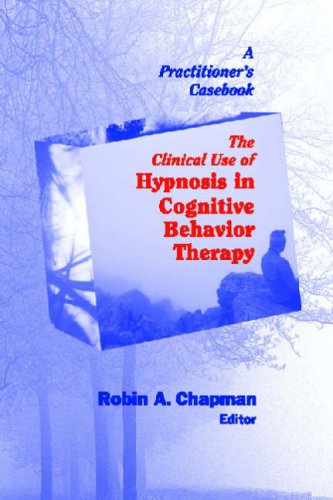 A
Practitioner's
Casebook
The
Clinical Use of
Hypnosis in
Cognitive
Behavior
Therapy
Robin A. Chapman
Editor